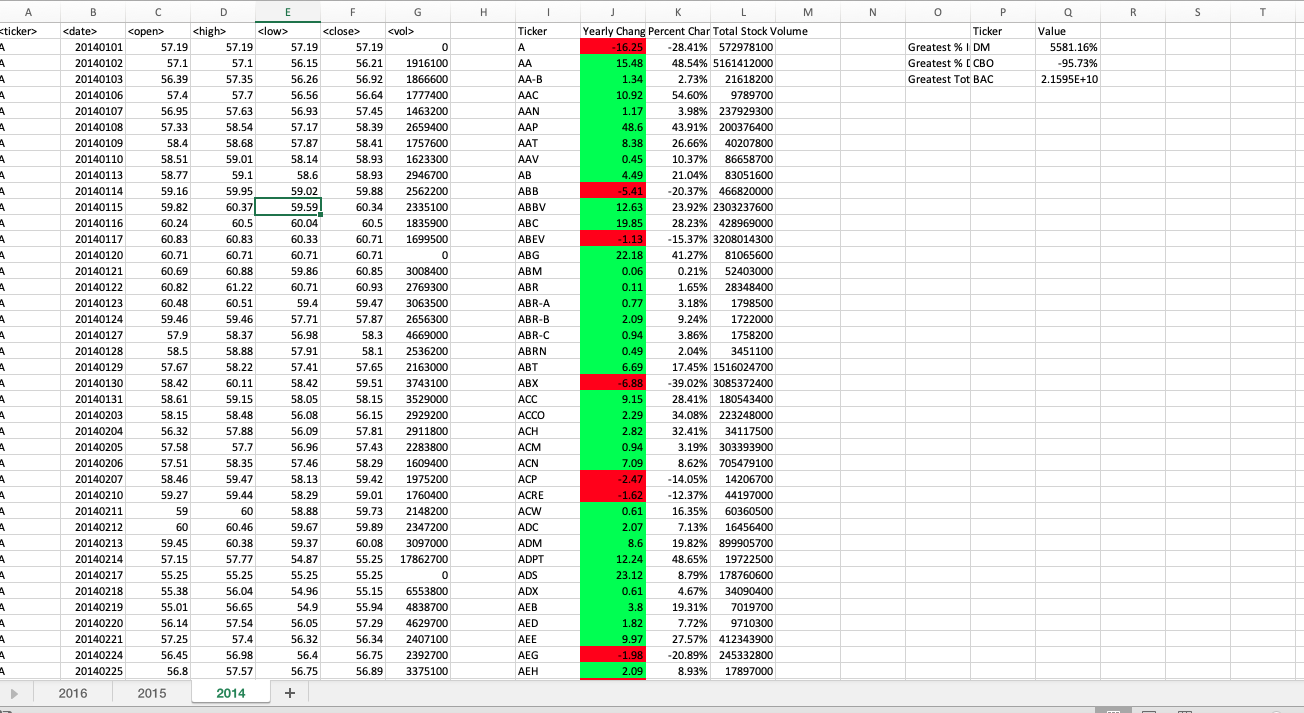 A B C D E F G H I J K L M N O P Q R S T
<ticker> <date> <open> <high> <low> <close> <vol> Ticker Yearly Chang Percent Char Total Stock Volume Ticker Value
A 20140101 57.19 57.19 57.19 57.19 0 A -16.25 -28.41% 572978100 Greatest % I DM 5581.16%
A 20140102 57.1 57.1 56.15 56.21 1916100 AA 15.48 48.54% 5161412000 Greatest % D CBO -95.73%
A 20140103 56.39 57.35 56.26 56.92 1866600 AA-B 1.34 2.73% 21618200 Greatest Tot BAC 2.1595E+10
A 20140106 57.4 57.7 56.56 56.64 1777400 AAC 10.92 54.60% 9789700
A 20140107 56.95 57.63 56.93 57.45 1463200 AAN 1.17 3.98% 237929300
A 20140108 57.33 58.54 57.17 58.39 2659400 AAP 48.6 43.91% 200376400
A 20140109 58.4 58.68 57.87 58.41 1757600 AAT 8.38 26.66% 40207800
A 20140110 58.51 59.01 58.14 58.93 1623300 AAV 0.45 10.37% 86658700
A 20140113 58.77 59.1 58.6 58.93 2946700 AB 4.49 21.04% 83051600
A 20140114 59.16 59.95 59.02 59.88 2562200 ABB -5.41 -20.37% 466820000
A 20140115 59.82 60.37 59.59 60.34 2335100 ABBV 12.63 23.92% 2303237600
A 20140116 60.24 60.5 60.04 60.5 1835900 ABC 19.85 28.23% 428969000
A 20140117 60.83 60.83 60.33 60.71 1699500 ABEV -1.13 -15.37% 3208014300
A 20140120 60.71 60.71 60.71 60.71 0 ABG 22.18 41.27% 81065600
A 20140121 60.69 60.88 59.86 60.85 3008400 ABM 0.06 0.21% 52403000
A 20140122 60.82 61.22 60.71 60.93 2769300 ABR 0.11 1.65% 28348400
A 20140123 60.48 60.51 59.4 59.47 3063500 ABR-A 0.77 3.18% 1798500
A 20140124 59.46 59.46 57.71 57.87 2656300 ABR-B 2.09 9.24% 1722000
A 20140127 57.9 58.37 56.98 58.3 4669000 ABR-C 0.94 3.86% 1758200
A 20140128 58.5 58.88 57.91 58.1 2536200 ABRN 0.49 2.04% 3451100
A 20140129 57.67 58.22 57.41 57.65 2163000 ABT 6.69 17.45% 1516024700
A 20140130 58.42 60.11 58.42 59.51 3743100 ABX -6.88 -39.02% 3085372400
A 20140131 58.61 59.15 58.05 58.15 3529000 ACC 9.15 28.41% 180543400
A 20140203 58.15 58.48 56.08 56.15 2929200 ACCO 2.29 34.08% 223248000
A 20140204 56.32 57.88 56.09 57.81 2911800 ACH 2.82 32.41% 34117500
A 20140205 57.58 57.7 56.96 57.43 2283800 ACM 0.94 3.19% 303393900
A 20140206 57.51 58.35 57.46 58.29 1609400 ACN 7.09 8.62% 705479100
A 20140207 58.46 59.47 58.13 59.42 1975200 ACP -2.47 -14.05% 14206700
A 20140210 59.27 59.44 58.29 59.01 1760400 ACRE -1.62 -12.37% 44197000
A 20140211 59 60 58.88 59.73 2148200 ACW 0.61 16.35% 60360500
A 20140212 60 60.46 59.67 59.89 2347200 ADC 2.07 7.13% 16456400
A 20140213 59.45 60.38 59.37 60.08 3097000 ADM 8.6 19.82% 899905700
A 20140214 57.15 57.77 54.87 55.25 17862700 ADPT 12.24 48.65% 19722500
A 20140217 55.25 55.25 55.25 55.25 0 ADS 23.12 8.79% 178760600
A 20140218 55.38 56.04 54.96 55.15 6553800 ADX 0.61 4.67% 34090400
A 20140219 55.01 56.65 54.9 55.94 4838700 AEB 3.8 19.31% 7019700
A 20140220 56.14 57.54 56.05 57.29 4629700 AED 1.82 7.72% 9710300
A 20140221 57.25 57.4 56.32 56.34 2407100 AEE 9.97 27.57% 412343900
A 20140224 56.45 56.98 56.4 56.75 2392700 AEG -1.98 -20.89% 245332800
A 20140225 56.8 57.57 56.75 56.89 3375100 AEH 2.09 8.93% 17897000
2016 2015 2014 +